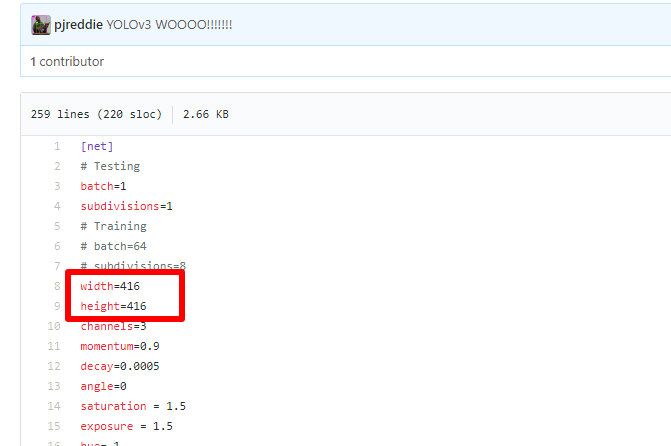 pjreddie YOLOv3 WOOOO!!!!!!!
1 contributor
259 lines (220 sloc) 2.66 KB
1 [net]
2 # Testing
3 batch=1
4 subdivisions=1
5 # Training
6 # batch=64
7 # subdivisions=8
8 width=416
9 height=416
10 channels=3
11 momentum=0.9
12 decay=0.0005
13 angle=0
14 saturation = 1.5
15 exposure = 1.5
16 hue=.1